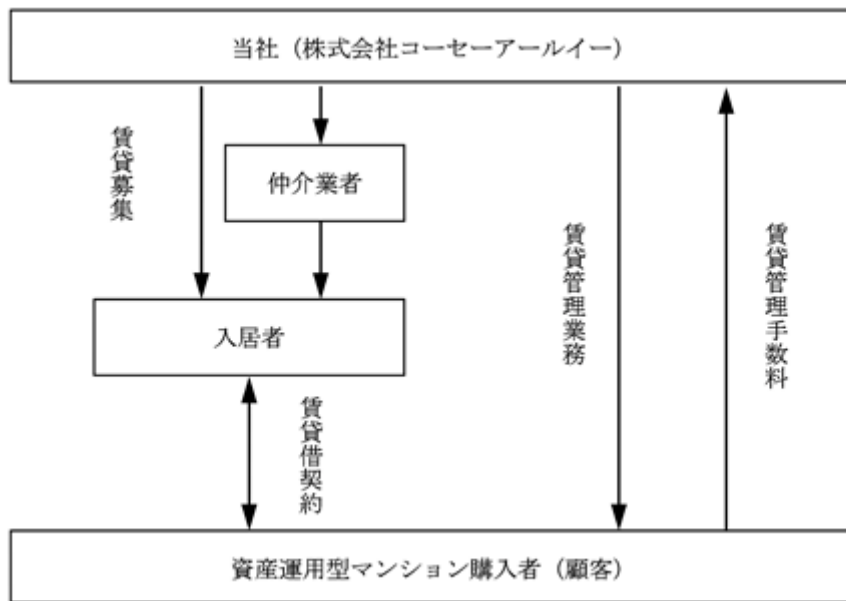 当社（株式会社コーセーアールイー）
賃貸募集
仲介業者
入居者
賃貸借契約
賃貸管理業務
賃貸管理手数料
資産運用型マンション購入者（顧客）